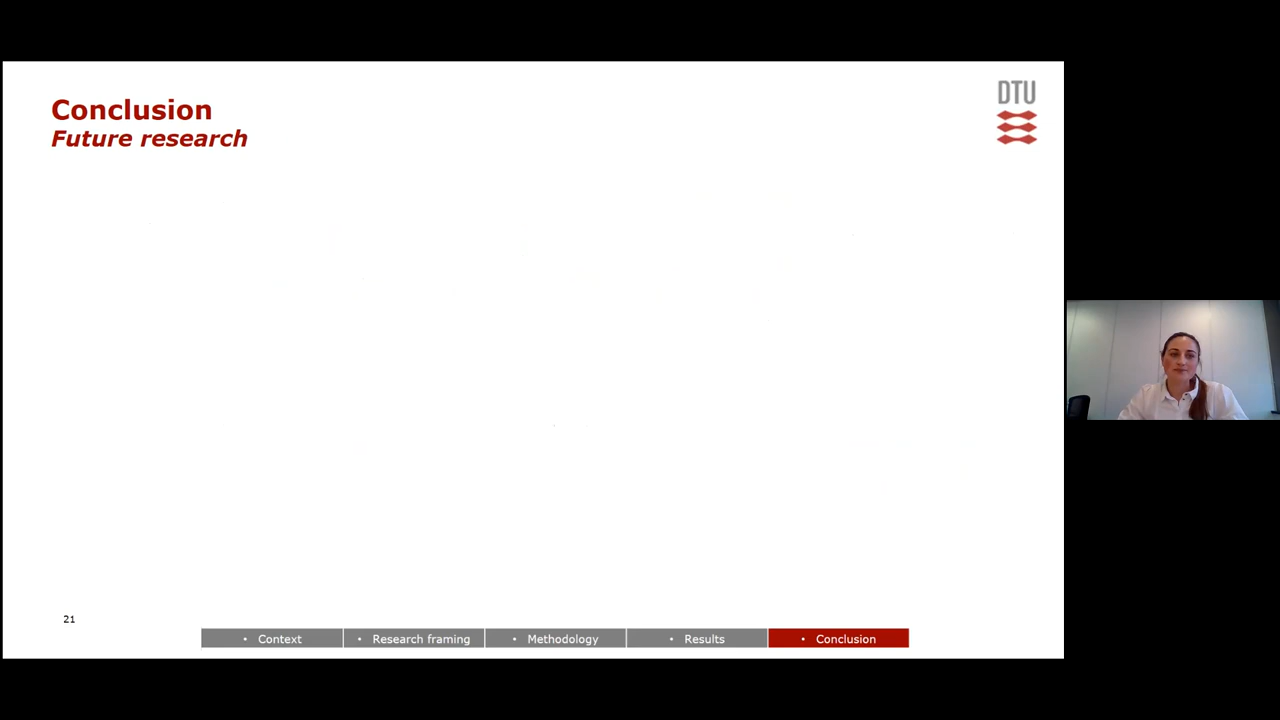 Conclusion
Future research
DTU
21
• Context
• Research framing
• Methodology
• Results
• Conclusion